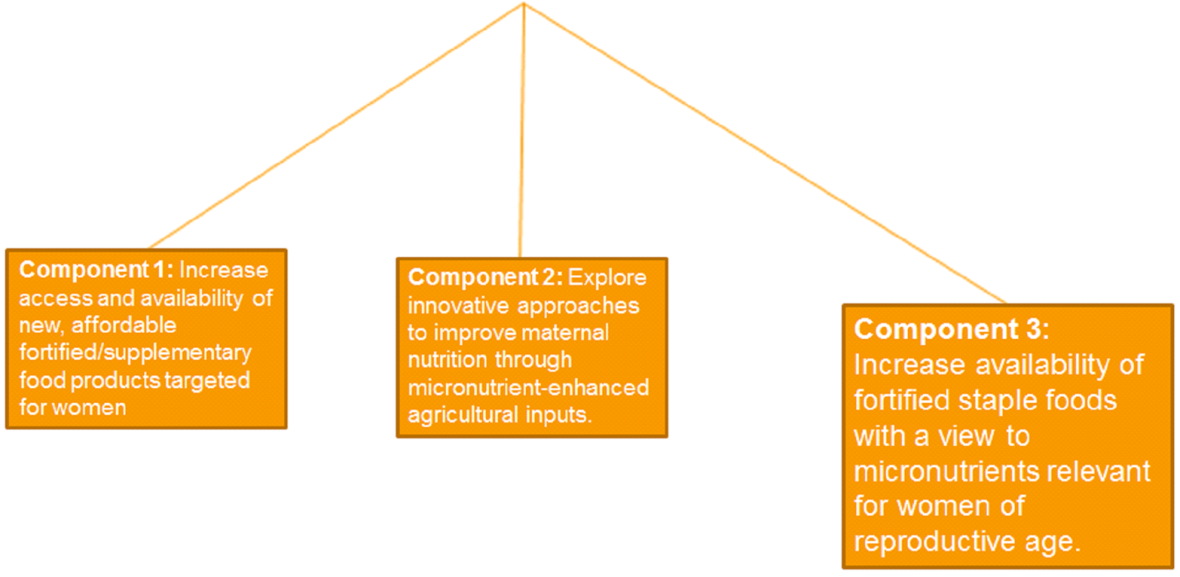 Component 1: Increase
access and availability of
new, affordable
fortified/supplementary
food products targeted
for women
Component 2: Explore
innovative approaches
to improve maternal
nutrition through
micronutrient-enhanced
agricultural inputs.
Component 3:
Increase availability of
fortified staple foods
with a view to
micronutrients relevant
for women of
reproductive age.